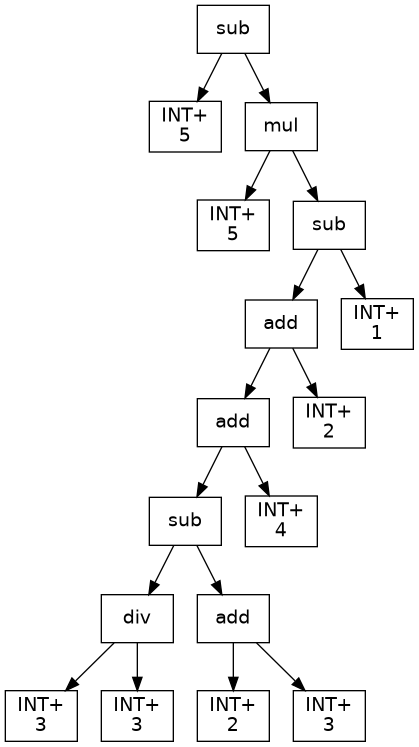 sub
INT+
5
mul
INT+
5
sub
add
INT+
1
add
INT+
2
sub
INT+
4
div
add
INT+
3
INT+
3
INT+
2
INT+
3